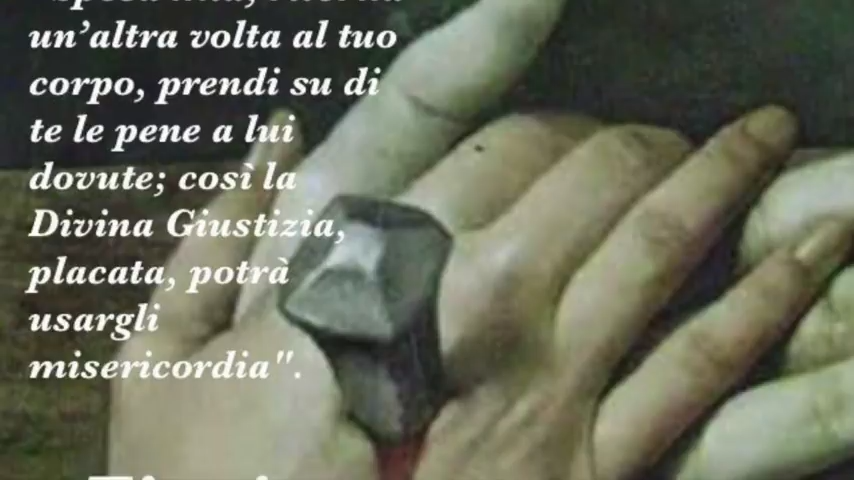 un’altra volta al tuo
corpo, prendi su di
te le pene a lui
dovute; così la
Divina Giustizia,
placata, potrà
usargli
misericordia".